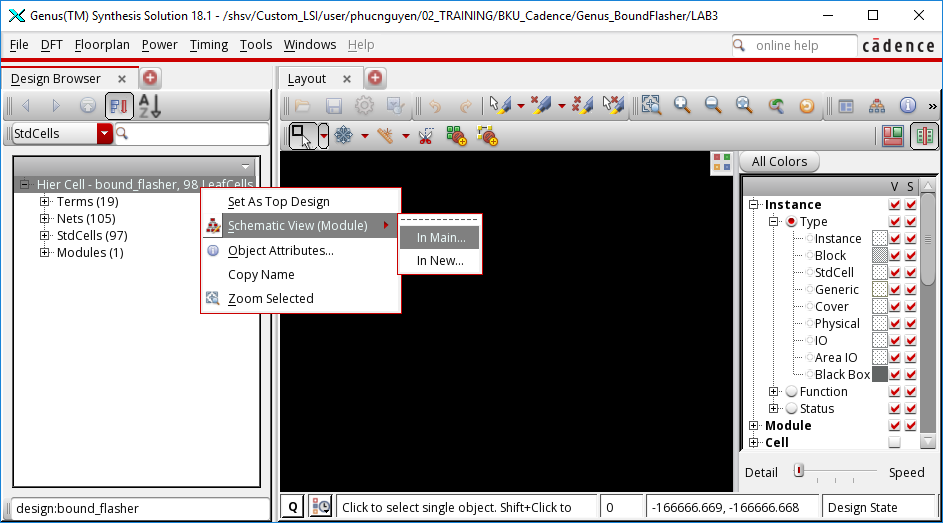 Genus(TM) Synthesis Solution 18.1 - /shsv/Custom_LSI/user/phucnguyen/02_TRAINING/BKU_Cadence/Genus_BoundFlasher/LAB3
File DFT Floorplan Power Timing Tools Windows Help
online help
cādence
Design Browser
Layout
StdCells
All Colors
V S
Hier Cell - bound_flasher, 98 LeafCells
Terms (19)
Nets (105)
StdCells (97)
Modules (1)
Set As Top Design
Schematic View (Module)
Object Attributes...
Copy Name
Zoom Selected
In Main...
In New...
Instance
Type
Instance
Block
StdCell
Generic
Cover
Physical
IO
Area IO
Black Box
Function
Status
Module
Cell
Detail Speed
design:bound_flasher
Q
Click to select single object. Shift+Click to
0
-166666.669, -166666.668
Design State